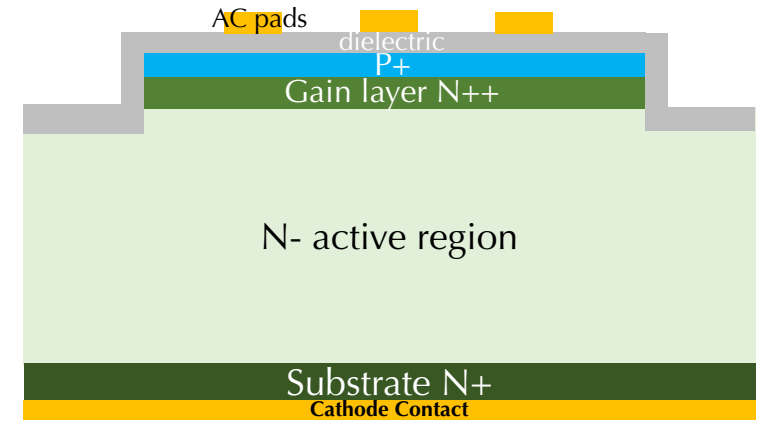 AC pads
dielectric
P+
Gain layer N++
N- active region
Substrate N+
Cathode Contact